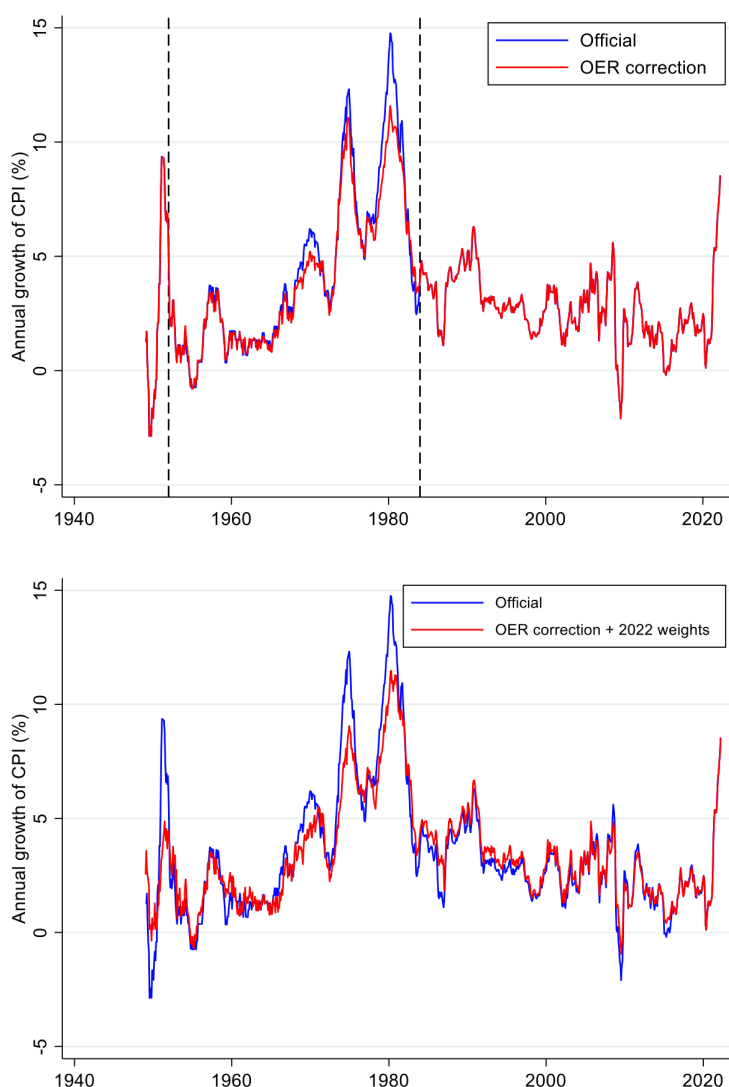 15
10
5
0
-5
Annual growth of CPI (%)
Official
OER correction
1940 1960 1980 2000 2020
15
10
5
0
-5
Annual growth of CPI (%)
Official
OER correction + 2022 weights
1940 1960 1980 2000 2020